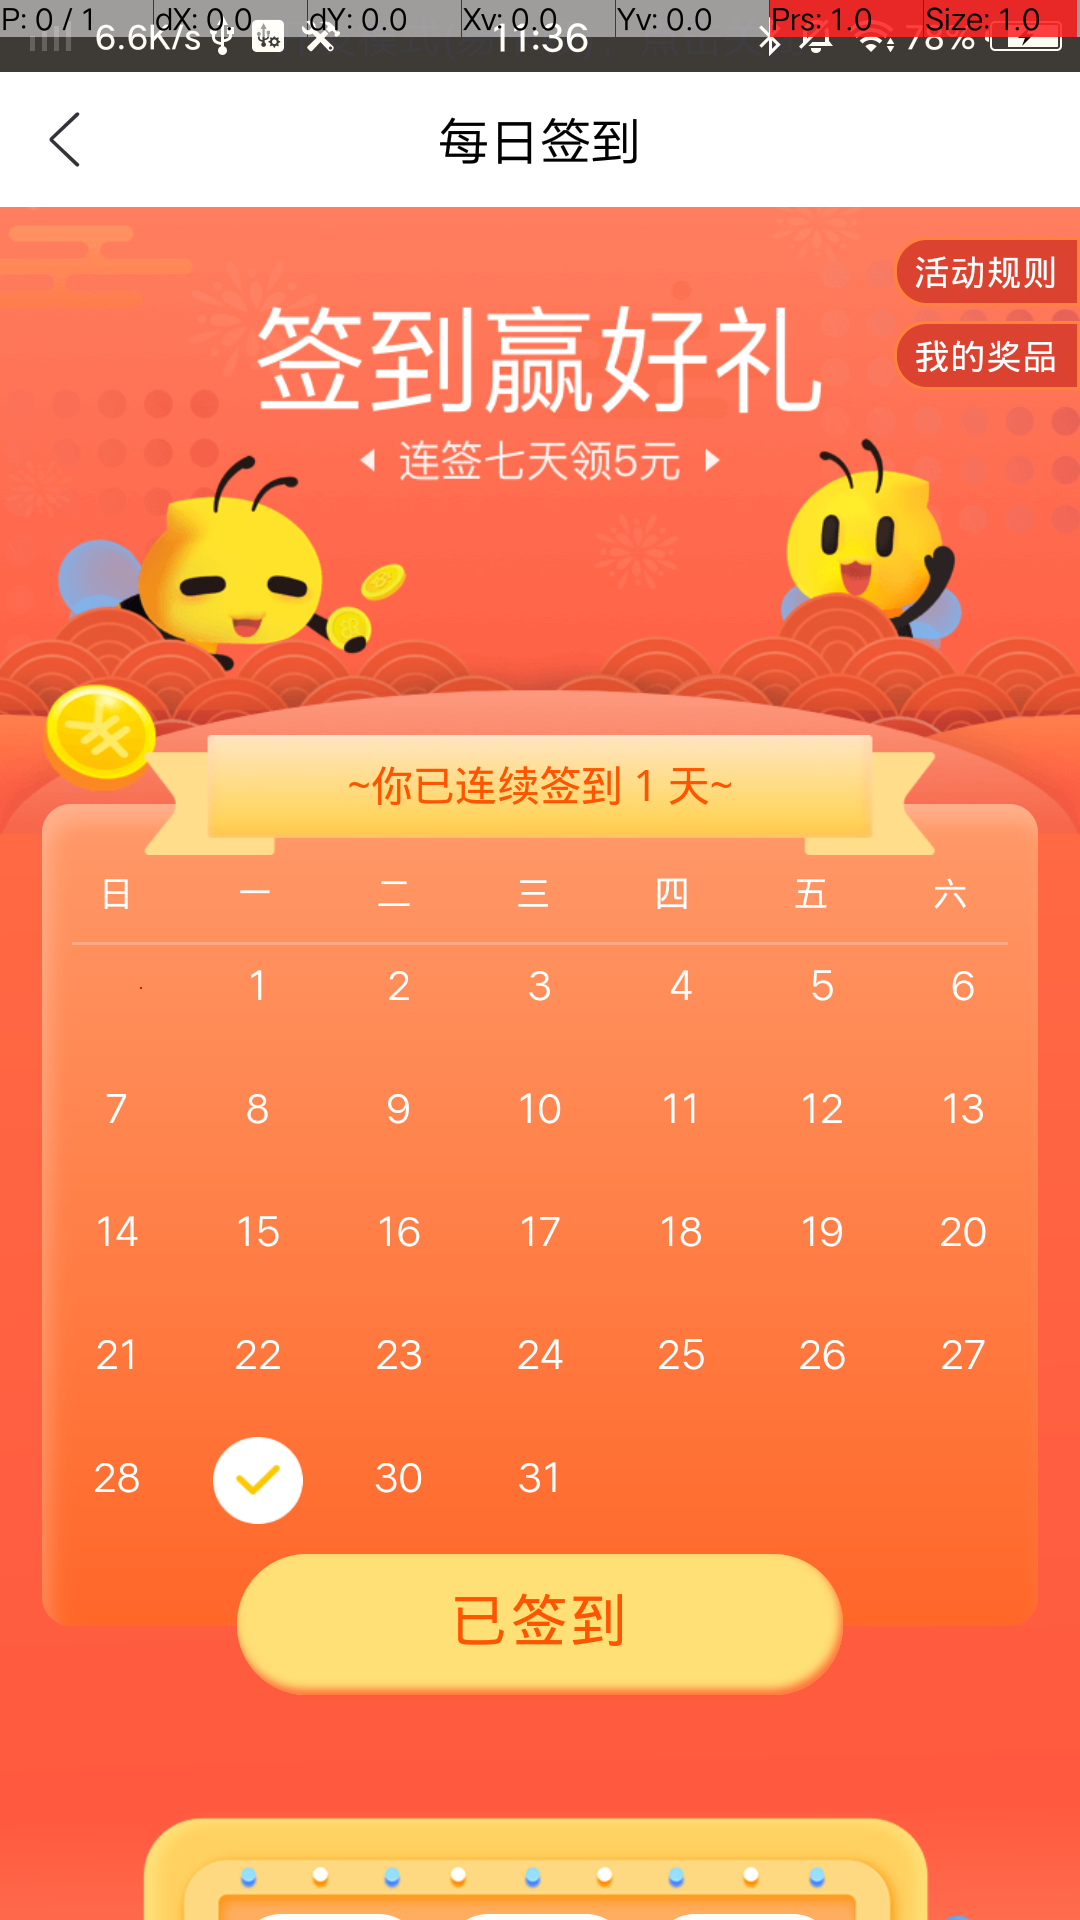 P: 0 / 1 dX: 0.0 dY: 0.0 Xv: 0.0 Yv: 0.0 Prs: 1.0 Size: 1.0
6.6K/s 11:36 78%
每日签到
活动规则
签到赢好礼
我的奖品
连签七天领5元
~你已连续签到 1 天~
日 一 二 三 四 五 六
1 2 3 4 5 6
7 8 9 10 11 12 13
14 15 16 17 18 19 20
21 22 23 24 25 26 27
28 30 31
已签到